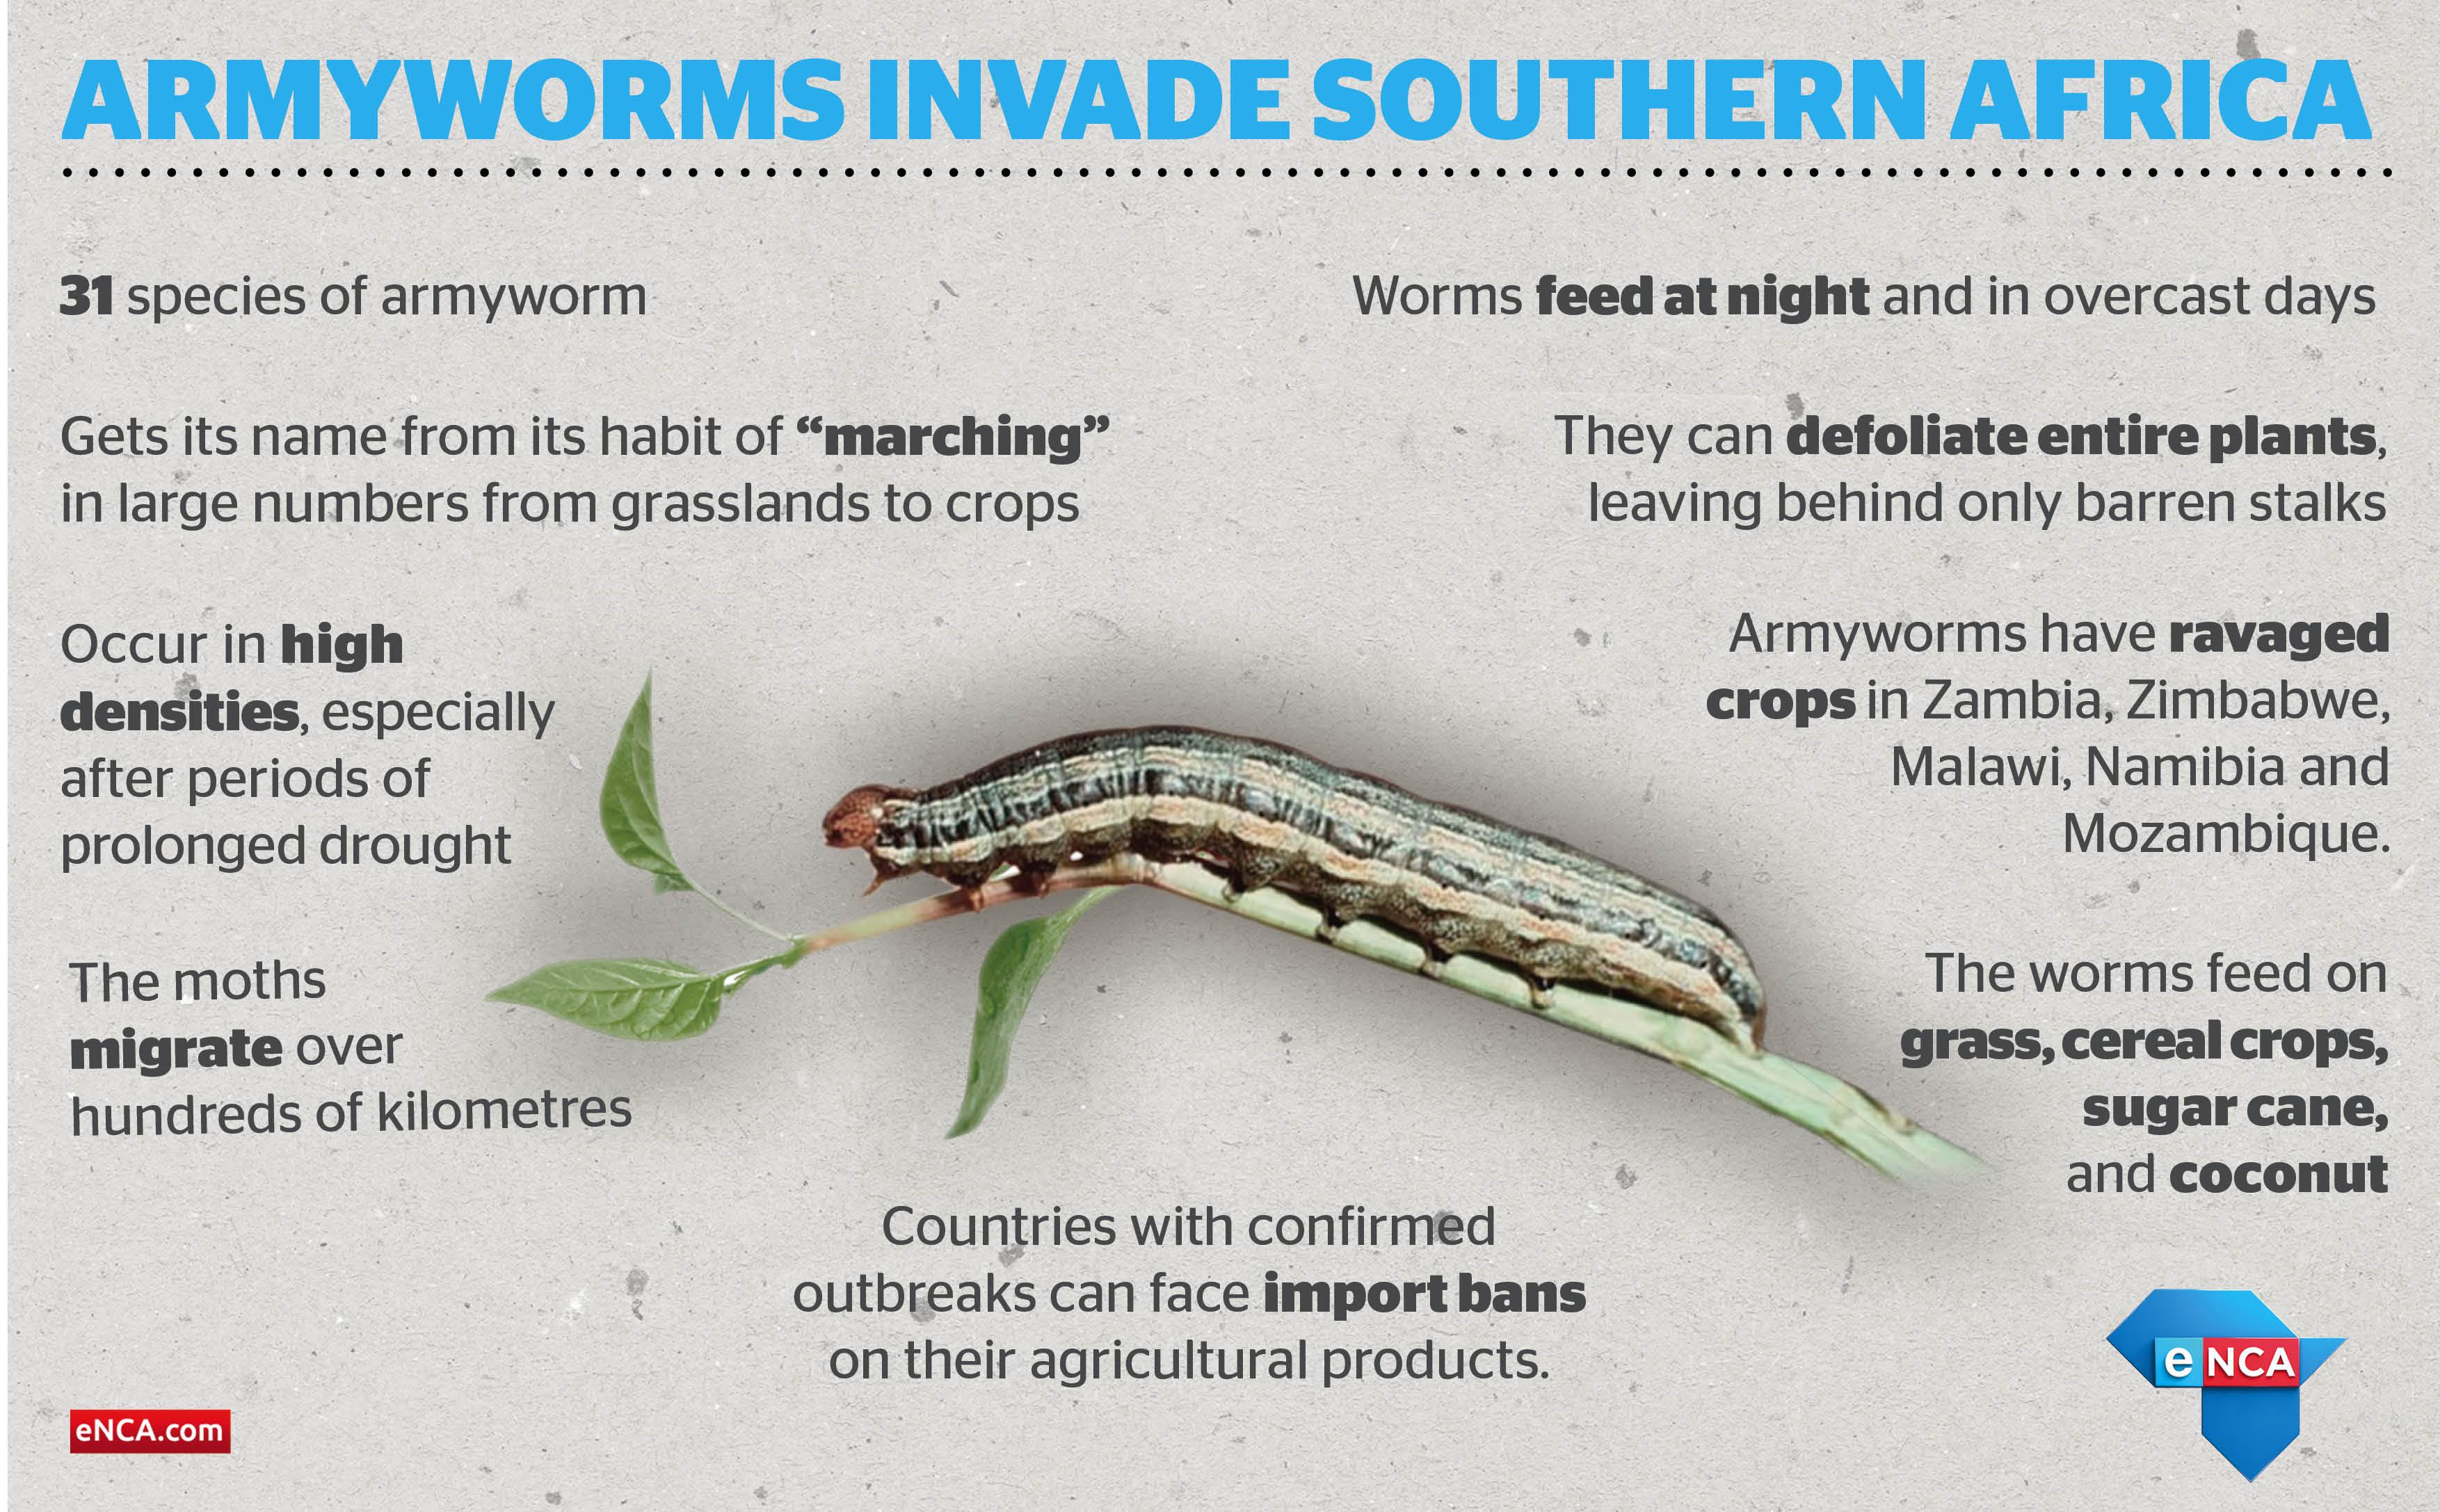 ARMYWORMS INVADE SOUTHERN AFRICA
31 species of armyworm
Gets its name from its habit of “marching”
in large numbers from grasslands to crops
Occur in high
densities, especially
after periods of
prolonged drought
The moths
migrate over
hundreds of kilometres
Worms feed at night and in overcast days
They can defoliate entire plants,
leaving behind only barren stalks
Armyworms have ravaged
crops in Zambia, Zimbabwe,
Malawi, Namibia and
Mozambique.
The worms feed on
grass, cereal crops,
sugar cane,
and coconut
Countries with confirmed
outbreaks can face import bans
on their agricultural products.
eNCA.com
eNCA